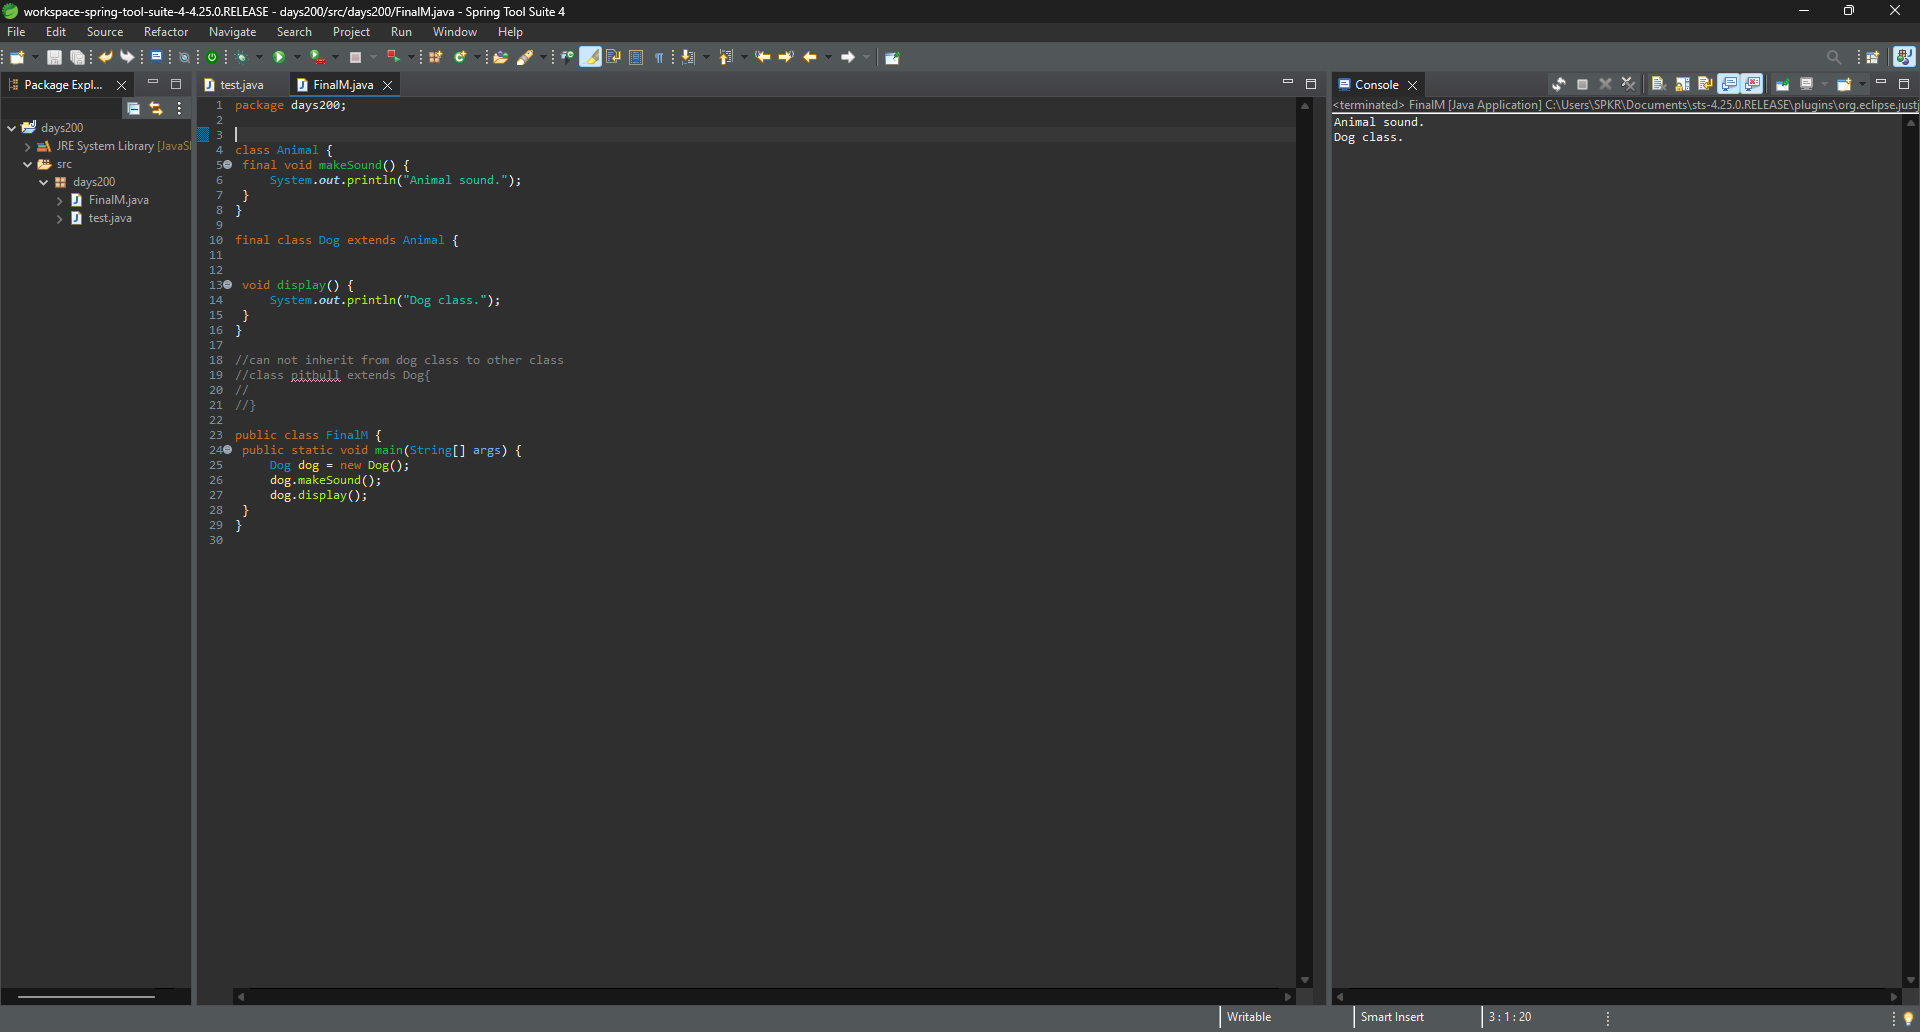 workspace-spring-tool-suite-4-4.25.0.RELEASE - days200/src/days200/FinalM.java - Spring Tool Suite 4
File Edit Source Refactor Navigate Search Project Run Window Help
Package Expl...
days200
JRE System Library [JavaSE
src
days200
FinalM.java
test.java
test.java FinalM.java
1 package days200;
2
3
4 class Animal {
5 final void makeSound() {
6 System.out.println("Animal sound.");
7 }
8 }
9
10 final class Dog extends Animal {
11
12
13 void display() {
14 System.out.println("Dog class.");
15 }
16 }
17
18 //can not inherit from dog class to other class
19 //class pitbull extends Dog{
20 //
21 //}
22
23 public class FinalM {
24 public static void main(String[] args) {
25 Dog dog = new Dog();
26 dog.makeSound();
27 dog.display();
28 }
29 }
30
Console
<terminated> FinalM [Java Application] C:\Users\SPKR\Documents\sts-4.25.0.RELEASE\plugins\org.eclipse.justj
Animal sound.
Dog class.
Writable Smart Insert 3 : 1 : 20